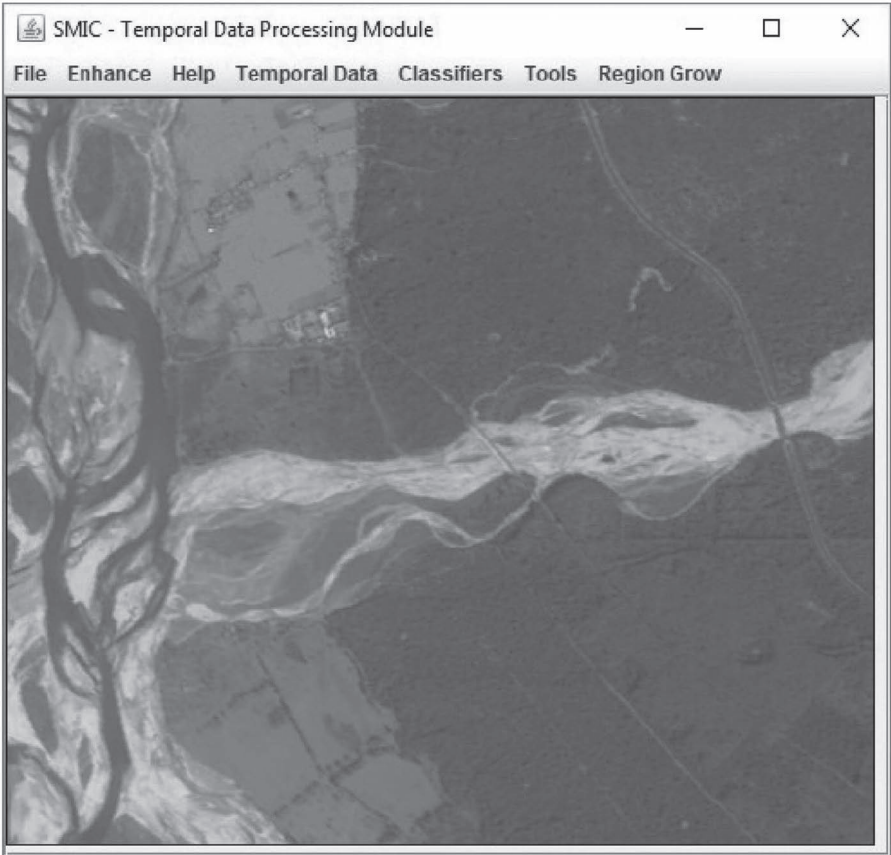 SMIC - Temporal Data Processing Module
File Enhance Help Temporal Data Classifiers Tools Region Grow